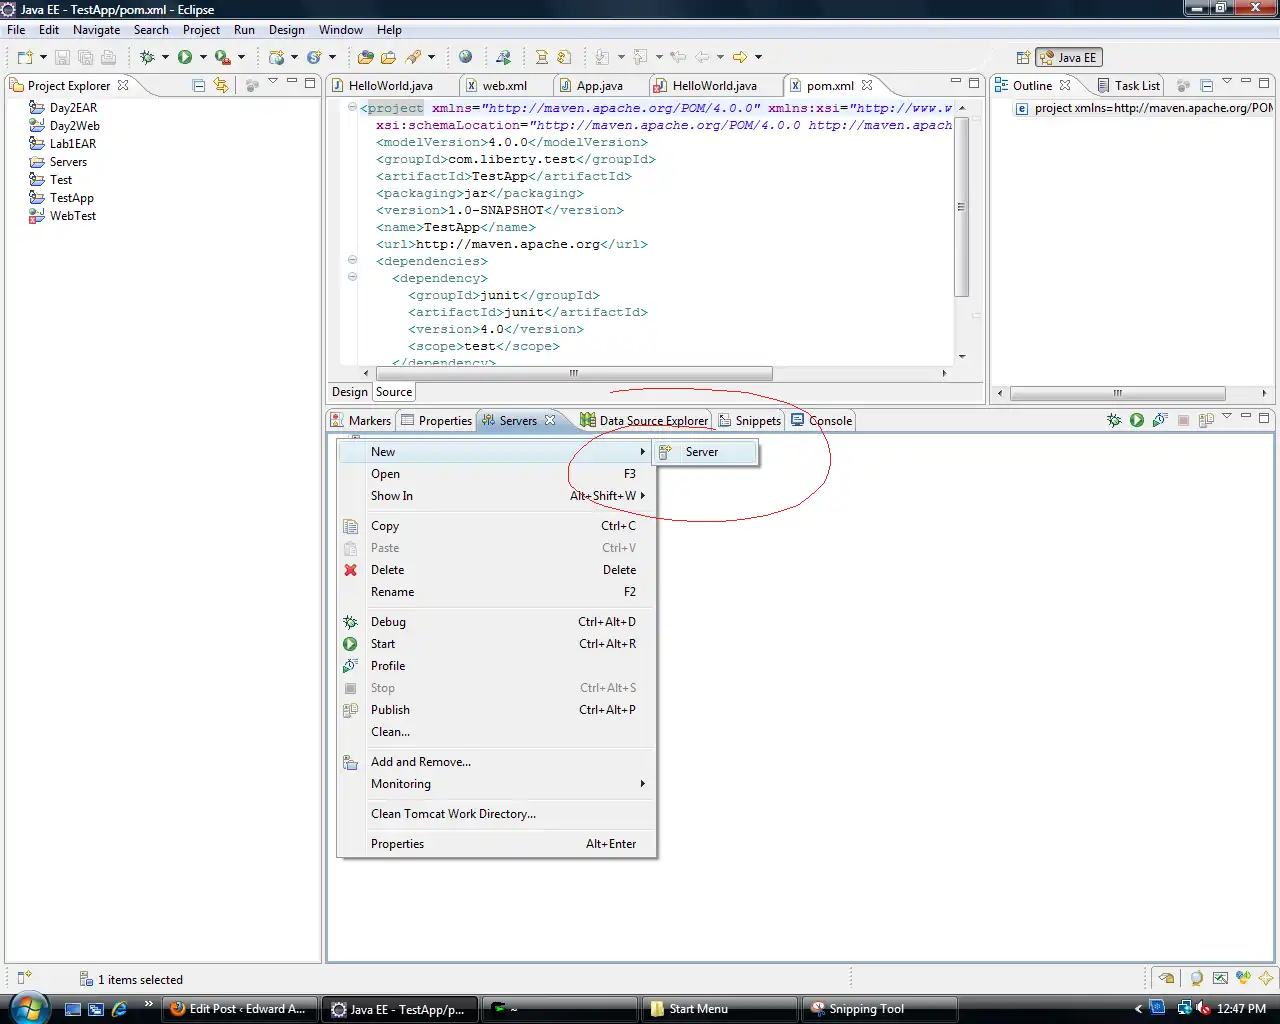 Java EE - TestApp/pom.xml - Eclipse
File Edit Navigate Search Project Run Design Window Help
Java EE
Project Explorer
Day2EAR
Day2Web
Lab1EAR
Servers
Test
TestApp
WebTest
HelloWorld.java web.xml App.java HelloWorld.java pom.xml
<project xmlns="http://maven.apache.org/POM/4.0.0" xmlns:xsi="http://www.w
xsi:schemaLocation="http://maven.apache.org/POM/4.0.0 http://maven.apach
<modelVersion>4.0.0</modelVersion>
<groupId>com.liberty.test</groupId>
<artifactId>TestApp</artifactId>
<packaging>jar</packaging>
<version>1.0-SNAPSHOT</version>
<name>TestApp</name>
<url>http://maven.apache.org</url>
<dependencies>
<dependency>
<groupId>junit</groupId>
<artifactId>junit</artifactId>
<version>4.0</version>
<scope>test</scope>
</dependency>
Design Source
Outline Task List
project xmlns=http://maven.apache.org/POM
Markers Properties Servers Data Source Explorer Snippets Console
New
Server
Open F3
Show In Alt+Shift+W
Copy Ctrl+C
Paste Ctrl+V
Delete Delete
Rename F2
Debug Ctrl+Alt+D
Start Ctrl+Alt+R
Profile
Stop Ctrl+Alt+S
Publish Ctrl+Alt+P
Clean...
Add and Remove...
Monitoring
Clean Tomcat Work Directory...
Properties Alt+Enter
1 items selected
» Edit Post ‹ Edward A... Java EE - TestApp/p... ~ Start Menu Snipping Tool 12:47 PM